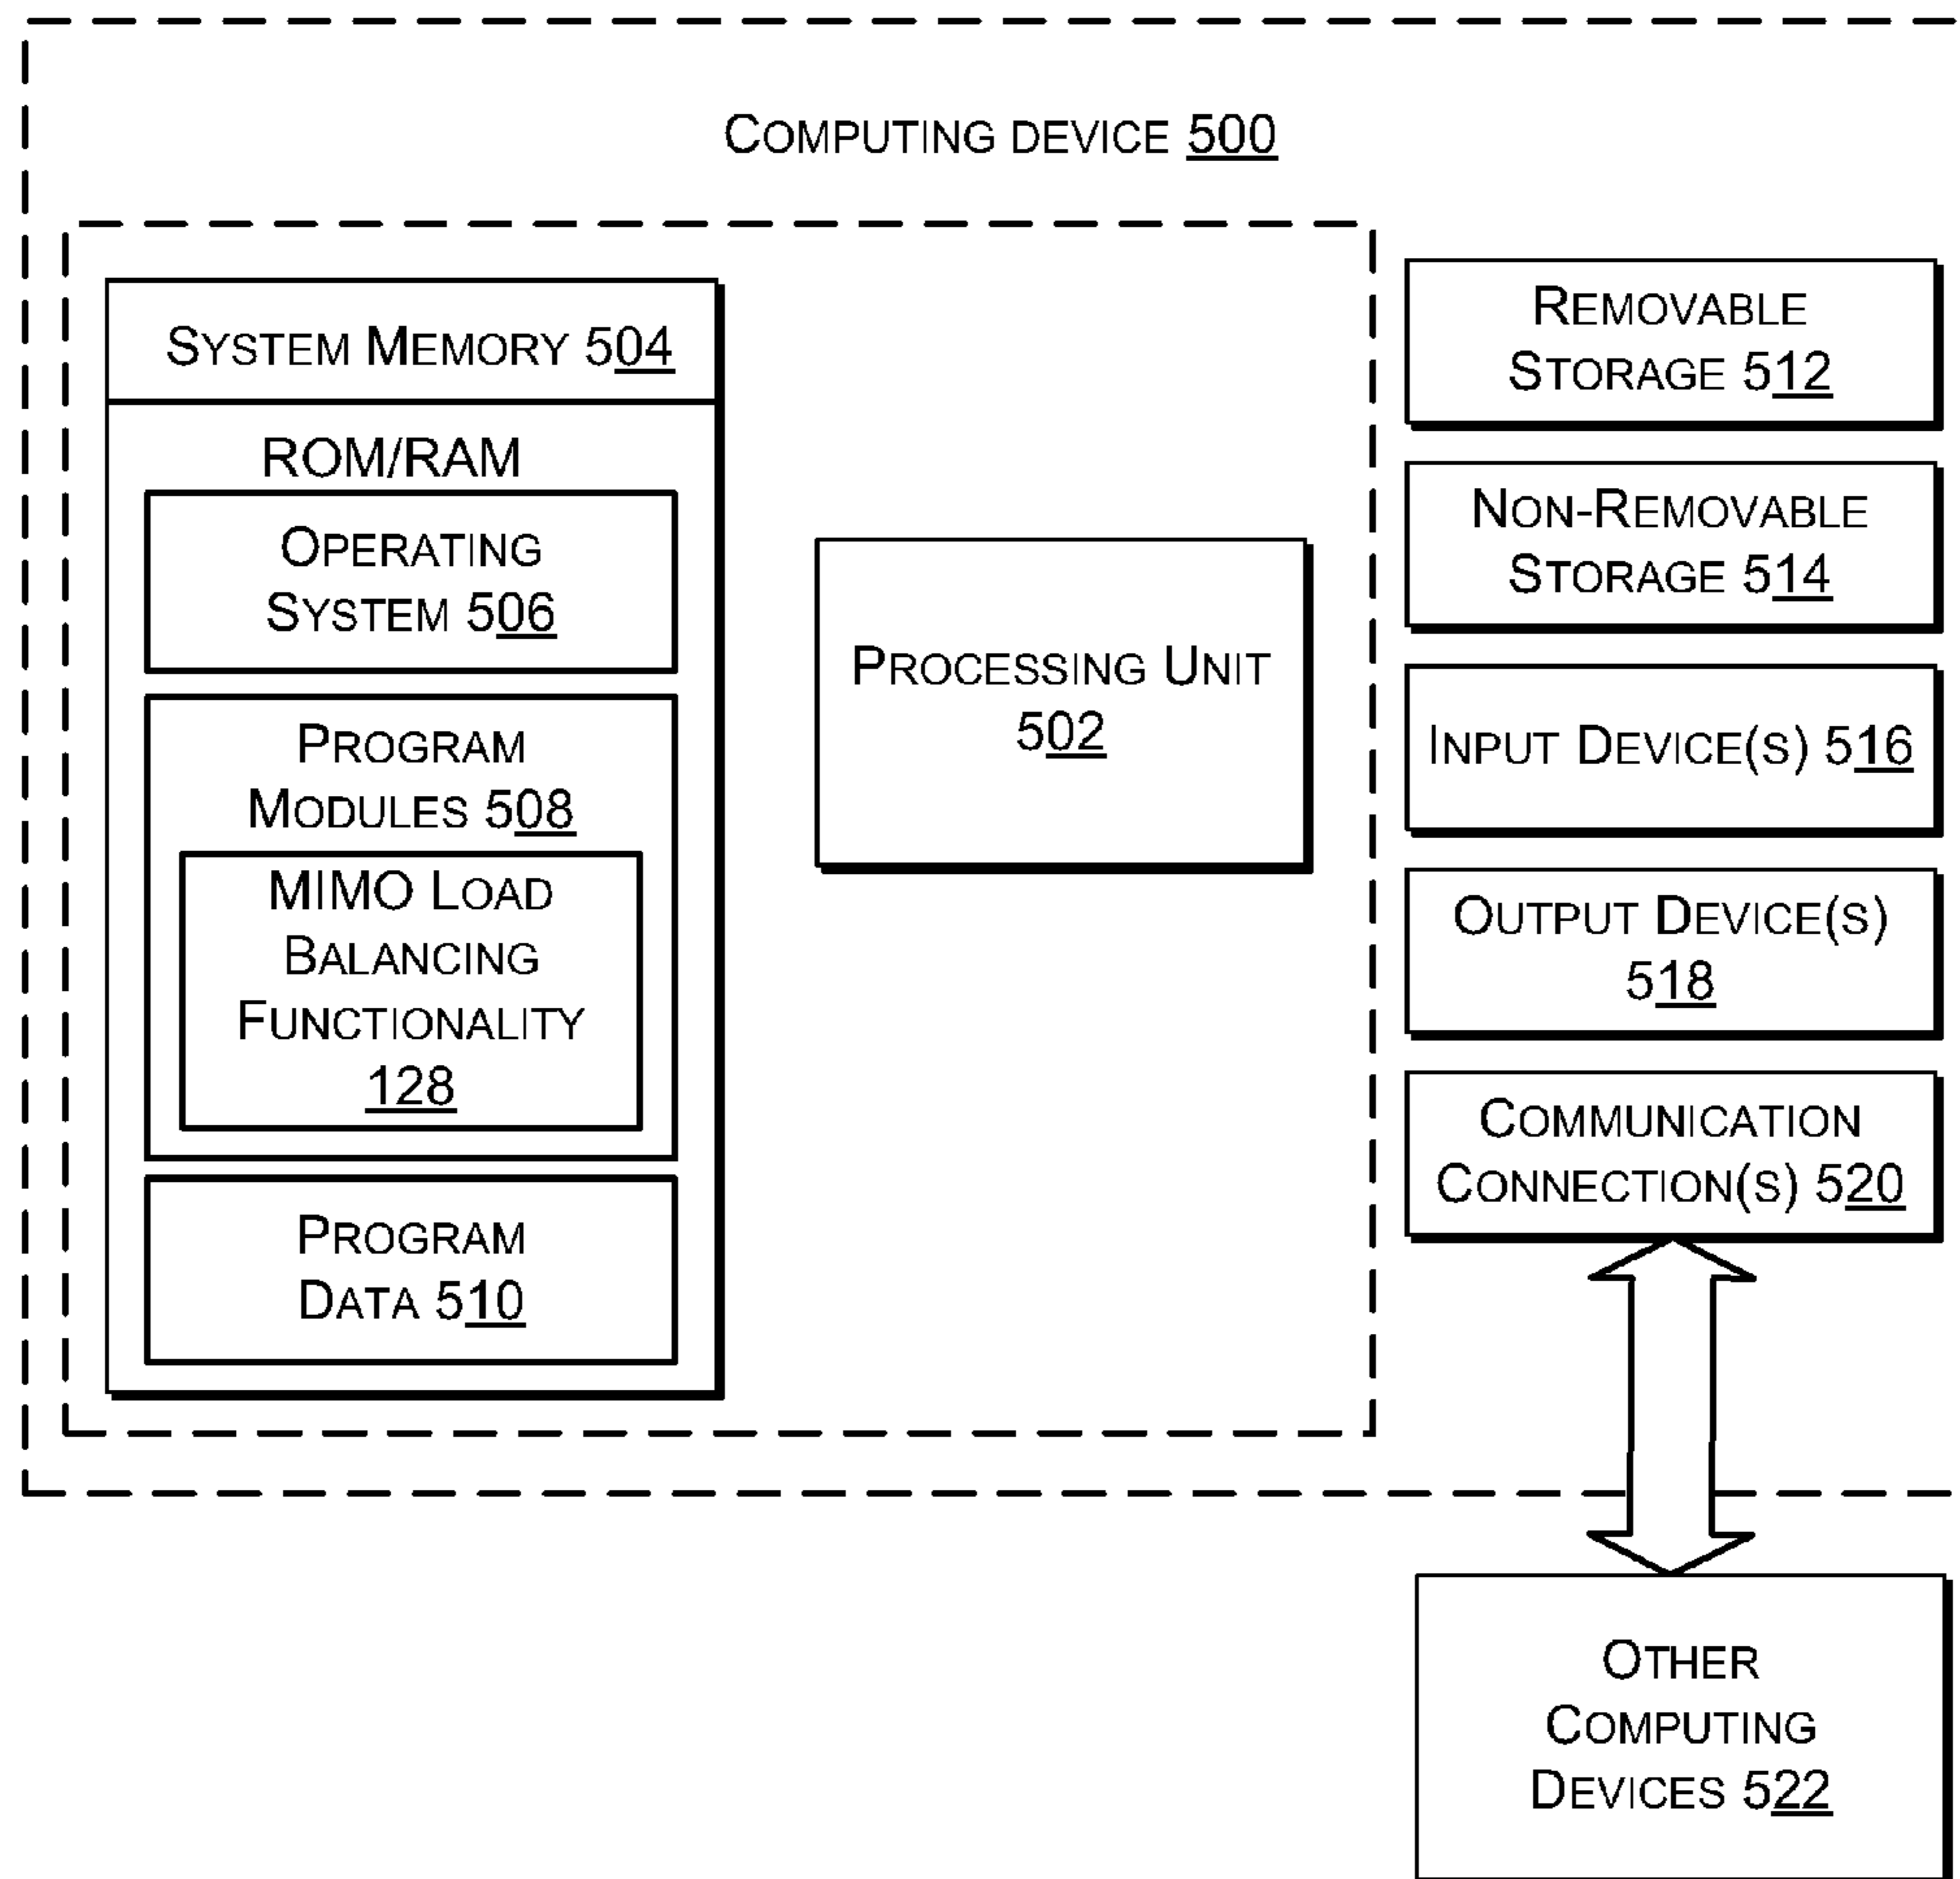 COMPUTING DEVICE 500
SYSTEM MEMORY 504
ROM/RAM
OPERATING
SYSTEM 506
PROGRAM
MODULES 508
MIMO LOAD
BALANCING
FUNCTIONALITY
128
PROGRAM
DATA 510
PROCESSING UNIT
502
REMOVABLE
STORAGE 512
NON-REMOVABLE
STORAGE 514
INPUT DEVICE(S) 516
OUTPUT DEVICE(S)
518
COMMUNICATION
CONNECTION(S) 520
OTHER
COMPUTING
DEVICES 522